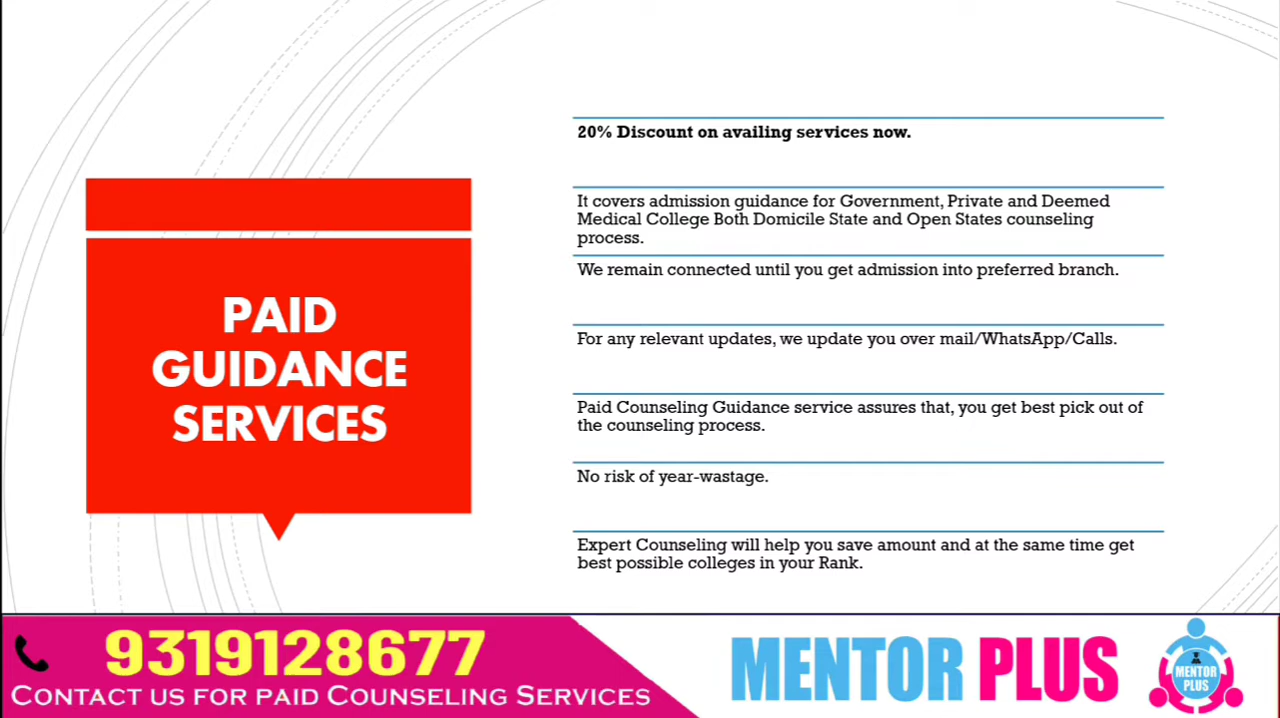 PAID
GUIDANCE
SERVICES
20% Discount on availing services now.
It covers admission guidance for Government, Private and Deemed
Medical College Both Domicile State and Open States counseling
process.
We remain connected until you get admission into preferred branch.
For any relevant updates, we update you over mail/WhatsApp/Calls.
Paid Counseling Guidance service assures that, you get best pick out of
the counseling process.
No risk of year-wastage.
Expert Counseling will help you save amount and at the same time get
best possible colleges in your Rank.
9319128677
Contact us for paid Counseling Services
MENTOR PLUS
MENTOR
PLUS